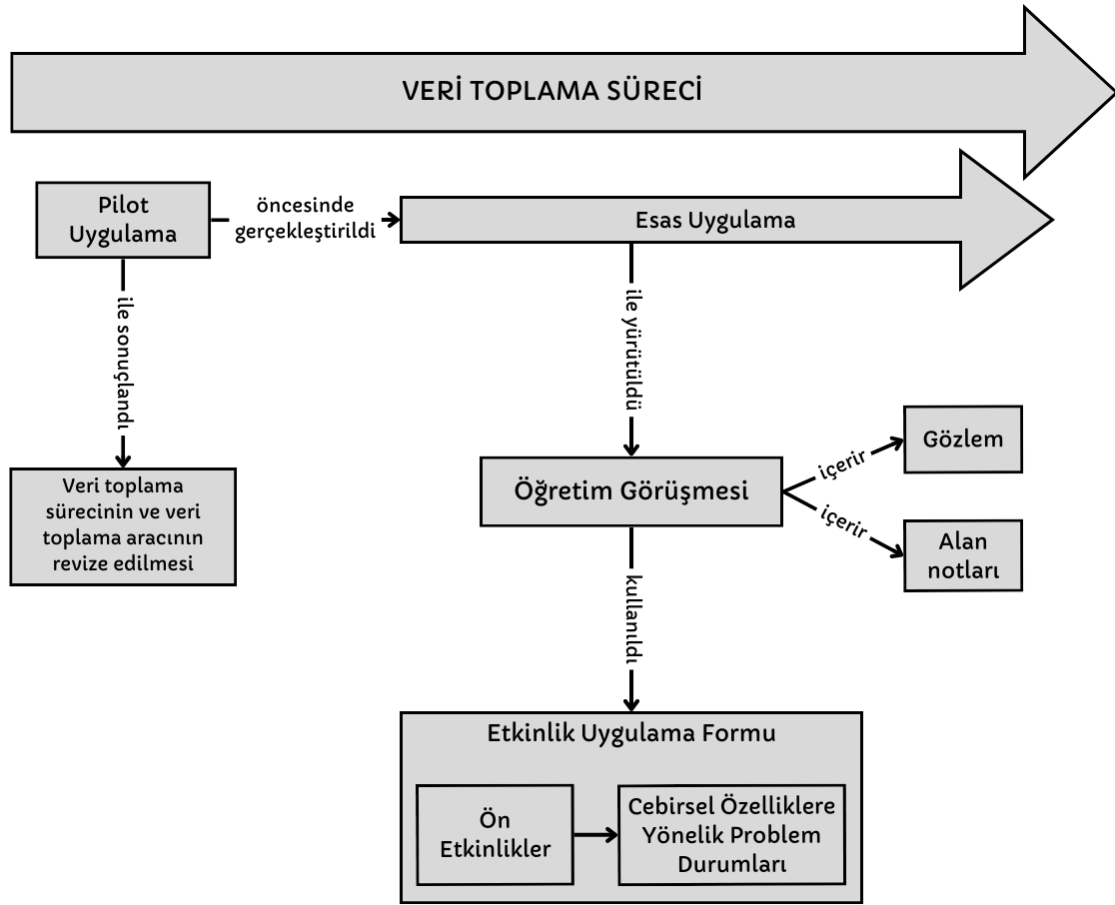 VERİ TOPLAMA SÜRECİ
Pilot
Uygulama
öncesinde
gerçekleştirildi
Esas Uygulama
ile sonuçlandı
ile yürütüldü
Veri toplama
sürecinin ve veri
toplama aracının
revize edilmesi
Öğretim Görüşmesi
içerir
Gözlem
içerir
Alan
notları
kullanıldı
Etkinlik Uygulama Formu
Ön
Etkinlikler
Cebirsel Özelliklere
Yönelik Problem
Durumları